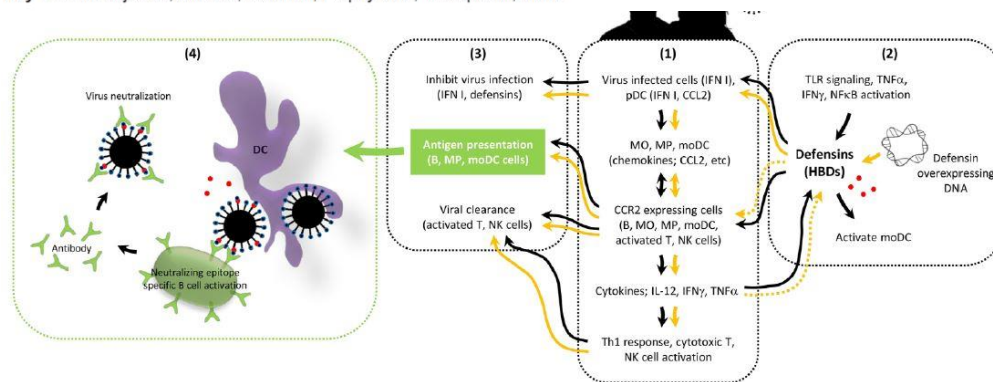 (4)
Virus neutralization
DC
Antibody
Neutralizing epitope
specific B cell activation
(3)
Inhibit virus infection
(IFN I, defensins)
Antigen presentation
(B, MP, moDC cells)
Viral clearance
(activated T, NK cells)
(1)
Virus infected cells (IFN I),
pDC (IFN I, CCL2)
MO, MP, moDC
(chemokines; CCL2, etc)
CCR2 expressing cells
(B, MO, MP, moDC,
activated T, NK cells)
Cytokines; IL-12, IFNγ, TNFα
Th1 response, cytotoxic T,
NK cell activation
(2)
TLR signaling, TNFα,
IFNγ, NFκB activation
Defensins
(HBDs)
Defensin
overexpressing
DNA
Activate moDC